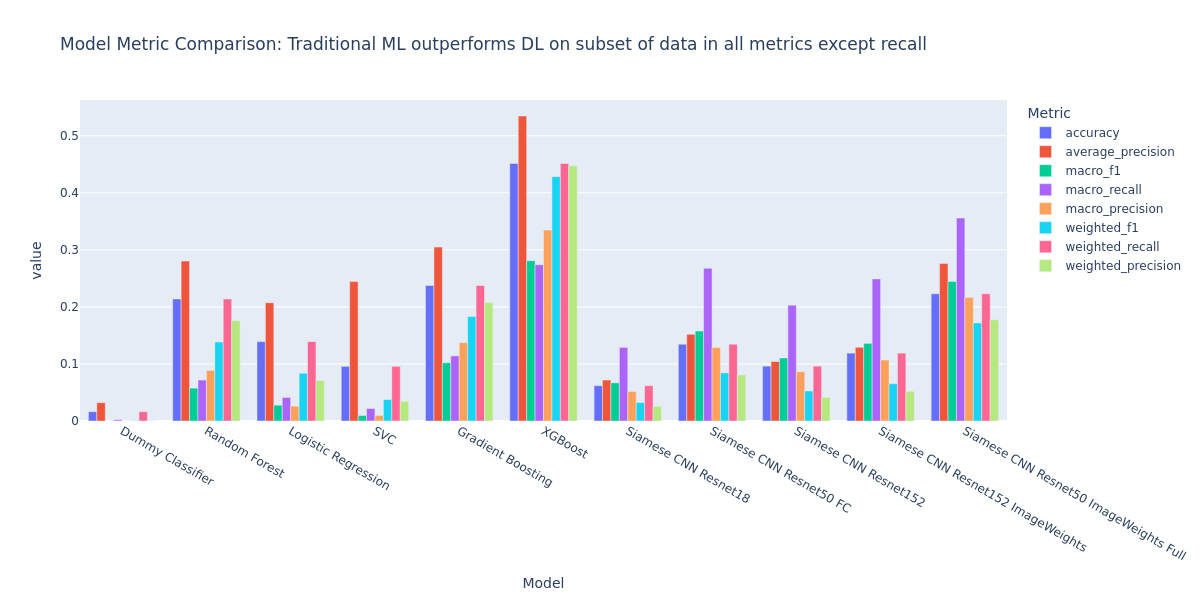 Model Metric Comparison: Traditional ML outperforms DL on subset of data in all metrics except recall
value
0.5
0.4
0.3
0.2
0.1
0
Dummy Classifier
Random Forest
Logistic Regression
SVC
Gradient Boosting
XGBoost
Siamese CNN Resnet18
Siamese CNN Resnet50 FC
Siamese CNN Resnet152
Siamese CNN Resnet152 ImageWeights
Siamese CNN Resnet50 ImageWeights Full
Model
Metric
accuracy
average_precision
macro_f1
macro_recall
macro_precision
weighted_f1
weighted_recall
weighted_precision